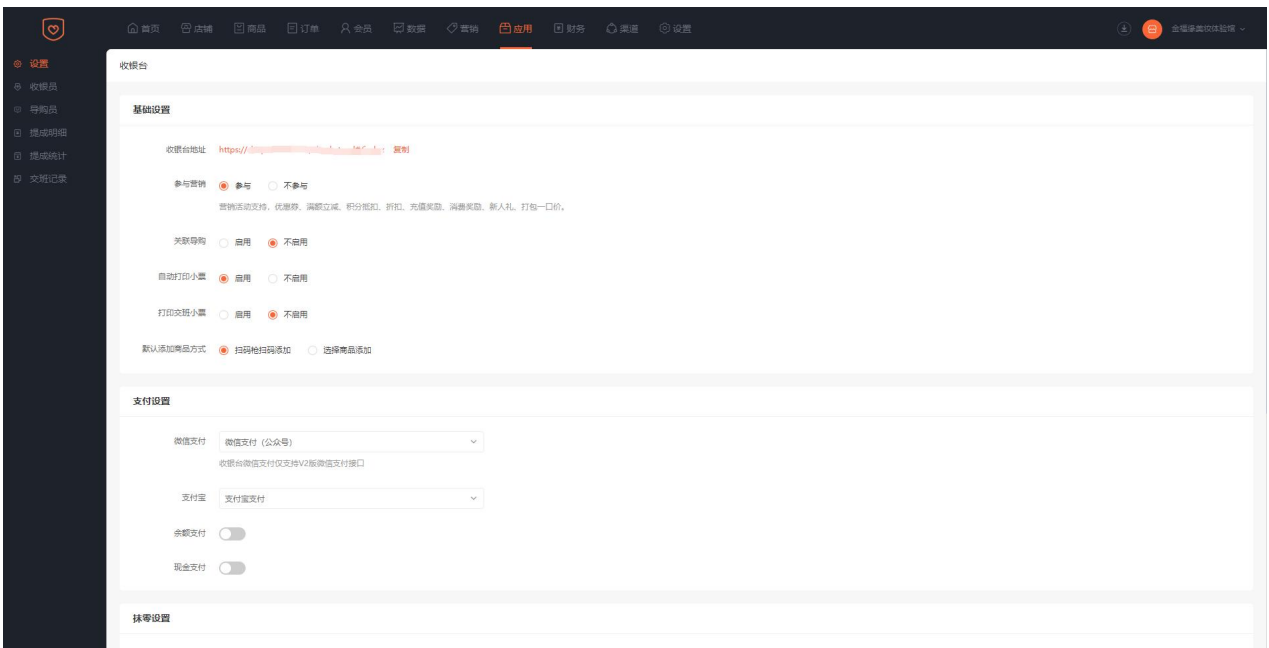 首页 店铺 商品 订单 会员 数据 营销 应用 财务 渠道 设置
设置
收银员
导购员
提成明细
提成统计
交班记录
收银台
基础设置
收银台地址 https:// 复制
参与营销 参与 不参与
营销活动支持、优惠券、满额立减、积分抵扣、折扣、充值奖励、消费奖励、新人礼、打包一口价。
关联导购 启用 不启用
自动打印小票 启用 不启用
打印交班小票 启用 不启用
默认添加商品方式 扫码枪扫码添加 选择商品添加
支付设置
微信支付 微信支付（公众号）
收银台微信支付仅支持V2版微信支付接口
支付宝 支付宝支付
余额支付
现金支付
抹零设置